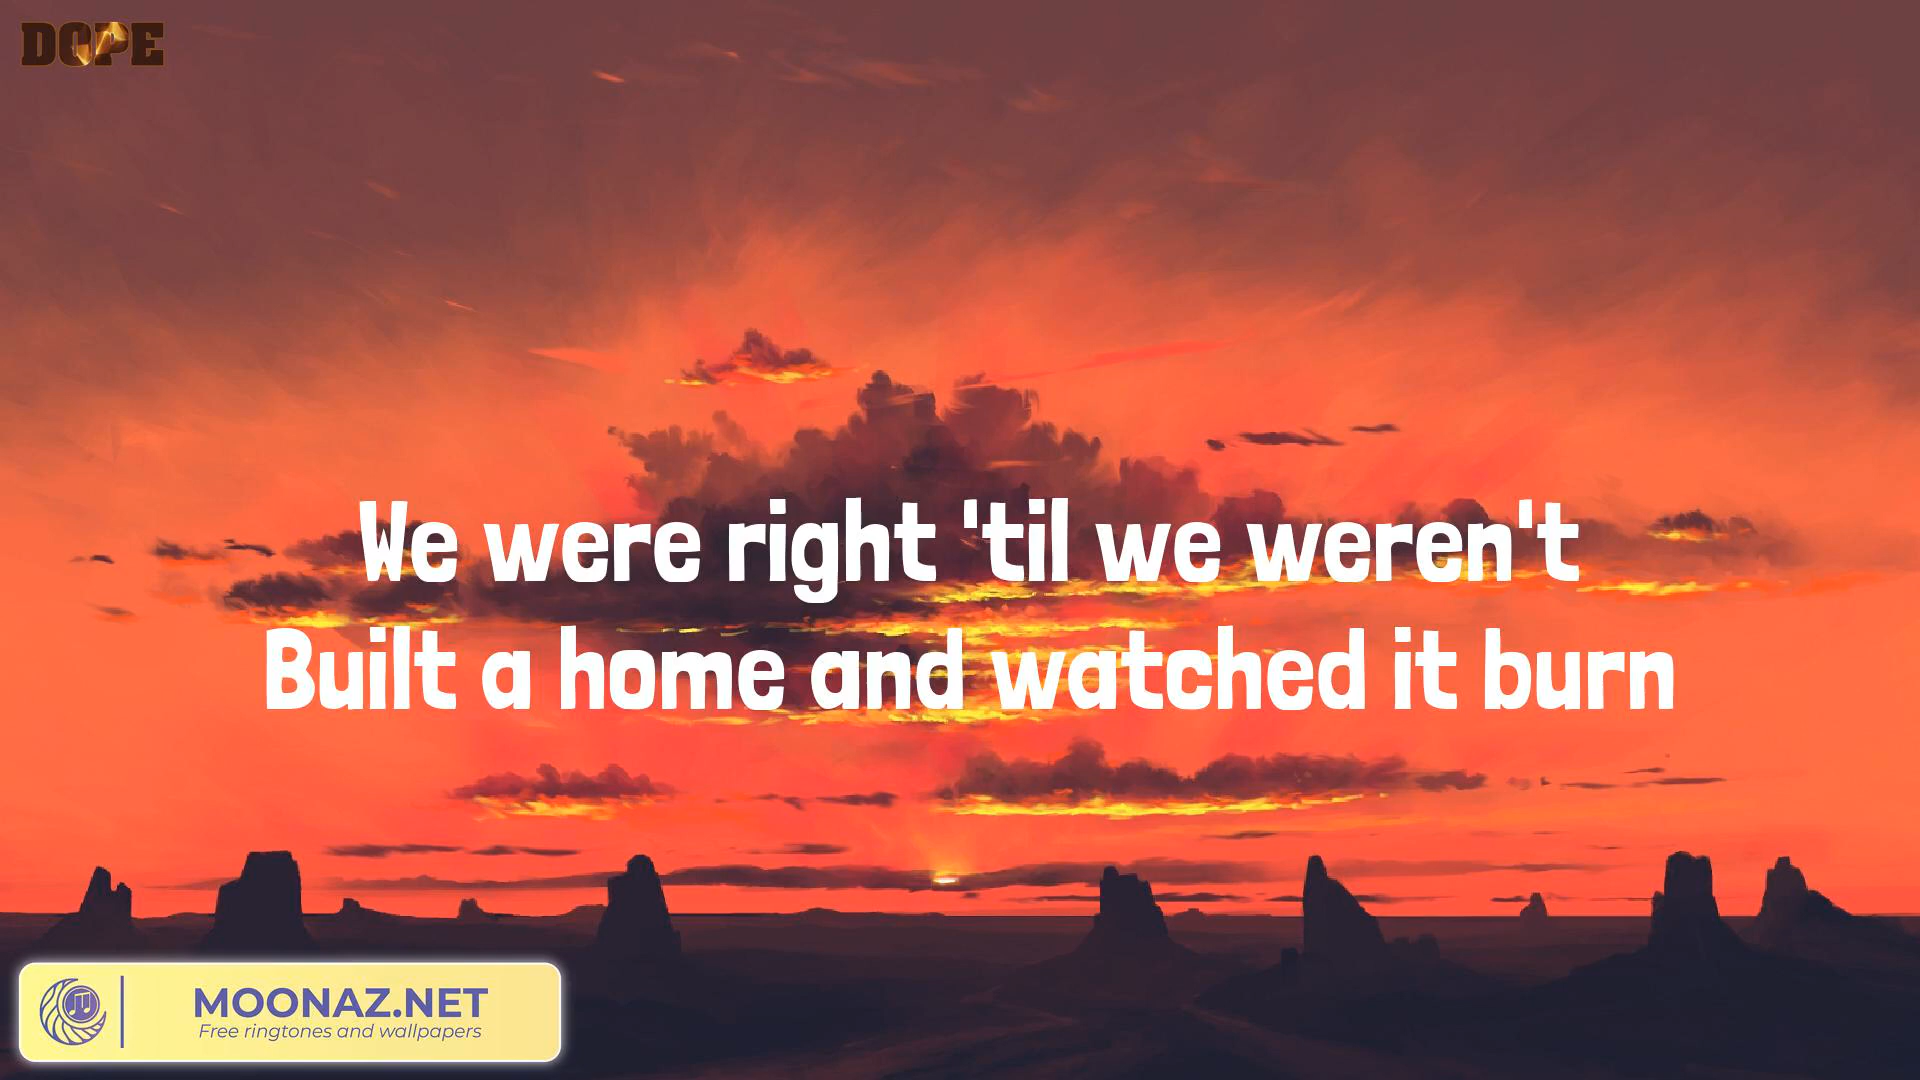 DOPE
We were right 'til we weren't
Built a home and watched it burn
MOONAZ.NET
Free ringtones and wallpapers